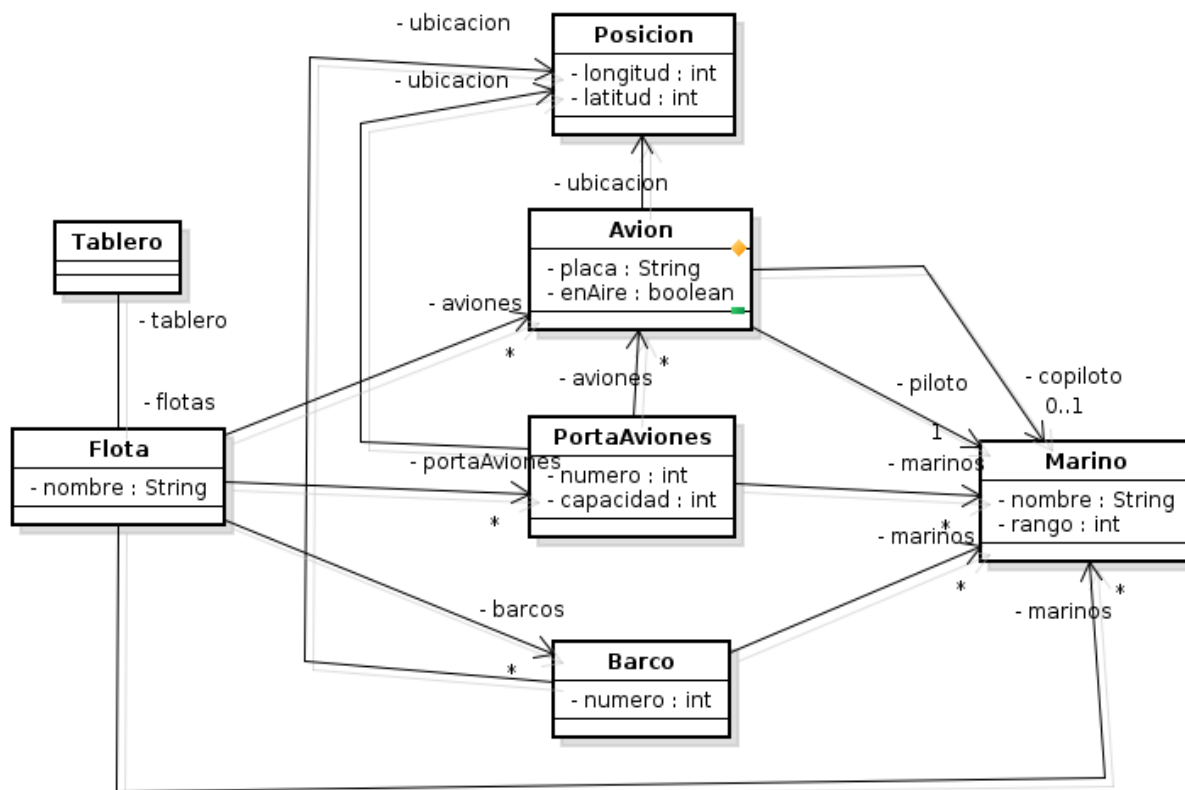 - ubicacion
Posicion
- longitud : int
- latitud : int
- ubicacion
- ubicacion
Avion
- placa : String
- enAire : boolean
Tablero
- tablero
- aviones
*
- flotas
*
- aviones
- piloto
1
- copiloto
0..1
Flota
- nombre : String
- portaAviones
*
PortaAviones
- numero : int
- capacidad : int
- marinos
*
Marino
- nombre : String
- rango : int
- marinos
*
- barcos
*
Barco
- numero : int
- marinos
*